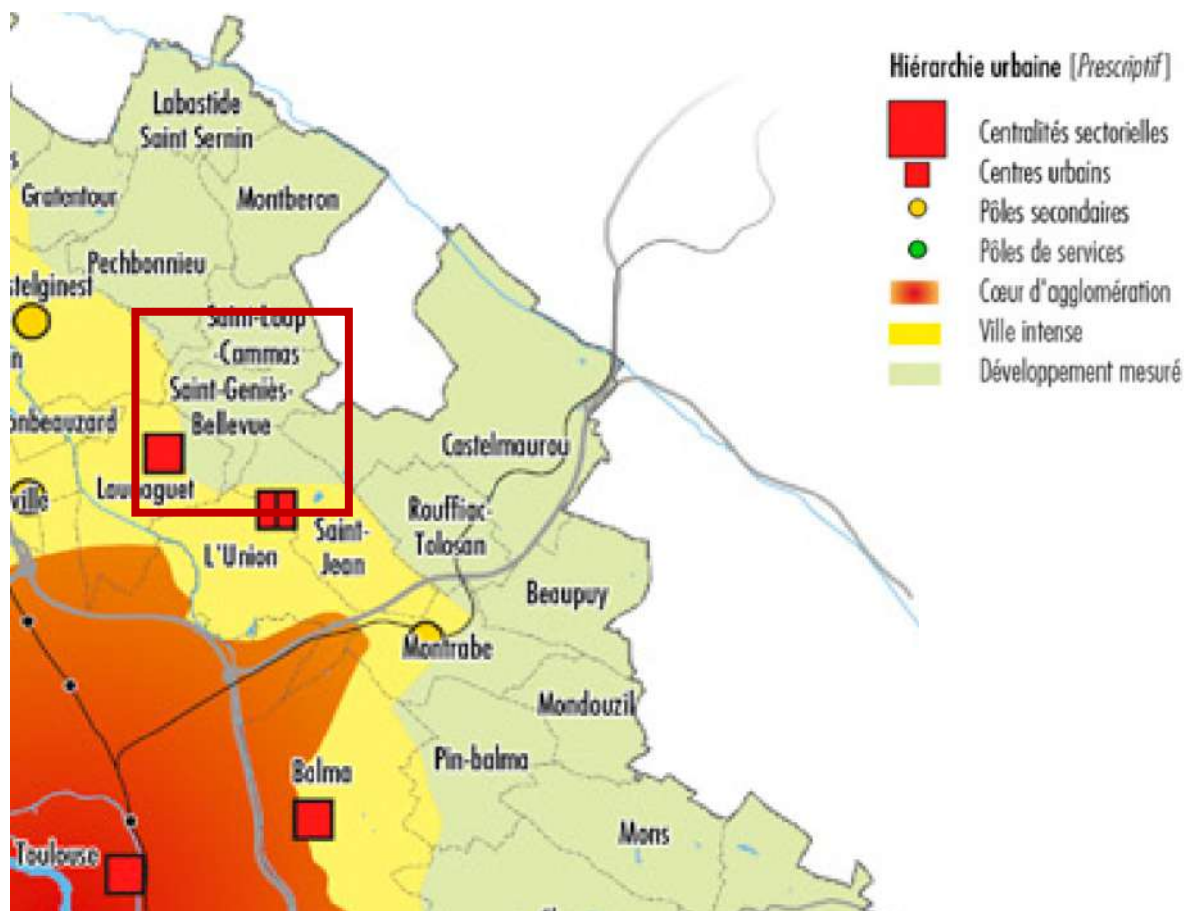 Hiérarchie urbaine [Prescriptif]
Centralités sectorielles
Centres urbains
Pôles secondaires
Pôles de services
Cœur d'agglomération
Ville intense
Développement mesuré
Labastide
Saint Sernin
Gratentour
Montberon
Pechbonnieu
stelginest
Saint-Loup
-Cammas
Saint-Geniès-
Bellevue
onbeauzard
Castelmaurou
Launaguet
ville
Rouffiac-
Tolosan
Saint-
Jean
L'Union
Beaupuy
Montrabe
Mondouzil
Pin-balma
Balma
Mons
Toulouse